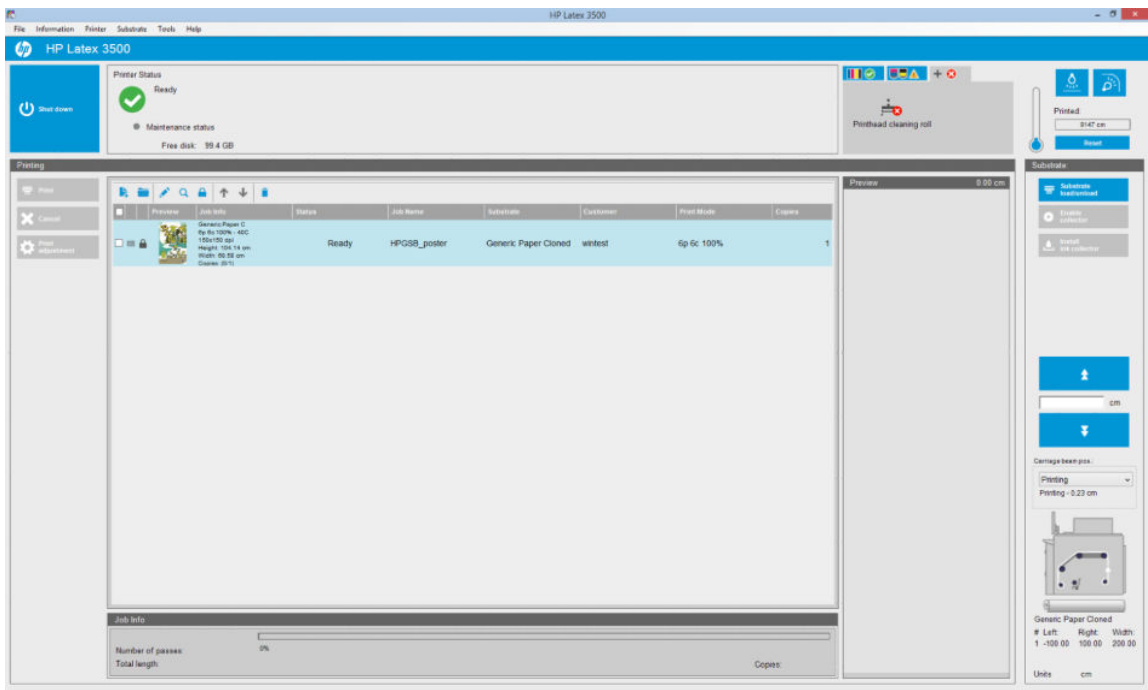 HP Latex 3500
File Information Printer Substrate Tools Help
HP Latex 3500
Shut down
Printer Status
Ready
Maintenance status
Free disk: 99.4 GB
Printhead cleaning roll
Printed:
9147 cm
Reset
Printing
Print
Cancel
Print
adjustment
Preview Job Info Status Job Name Substrate Customer Print Mode Copies
Generic Paper C
6p 6c 100% - 40C
150x150 dpi
Height: 104.14 cm
Width: 69.59 cm
Copies: (0/1)
Ready HPGSB_poster Generic Paper Cloned wintest 6p 6c 100% 1
Preview 0.00 cm
Substrate:
Substrate
load/unload
Enable
collector
Install
ink collector
cm
Carriage beam pos.:
Printing
Printing - 0.23 cm
Generic Paper Cloned
# Left: Right: Width:
1 -100.00 100.00 200.00
Units cm
Job Info
Number of passes: 0%
Total length: Copies: